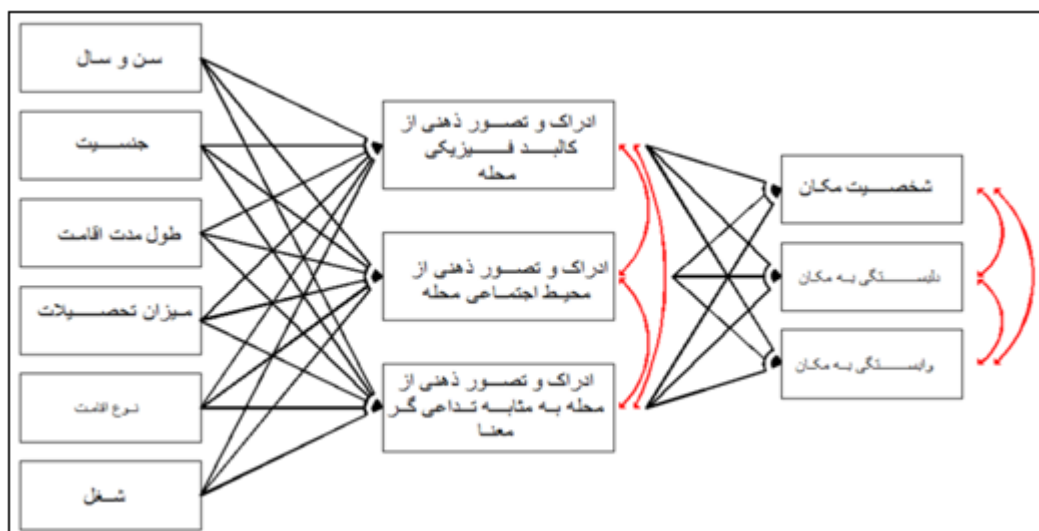 سن و سال
جنسیت
طول مدت اقامت
میزان تحصیلات
نوع اقامت
شغل
ادراک و تصور ذهنی از
کالبد فیزیکی
محله
ادراک و تصور ذهنی از
محیط اجتماعی محله
ادراک و تصور ذهنی از
محله به مثابه تداعی گر
معنا
شخصیت مکان
دلبستگی به مکان
وابستگی به مکان